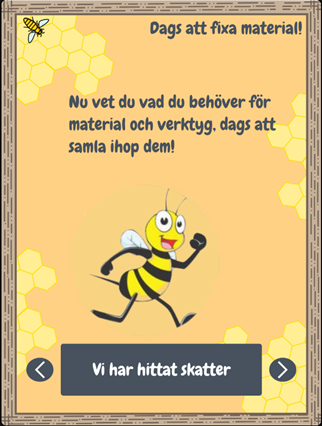 Dags att fixa material!
Nu vet du vad du behöver för
material och verktyg, dags att
samla ihop dem!
Vi har hittat skatter